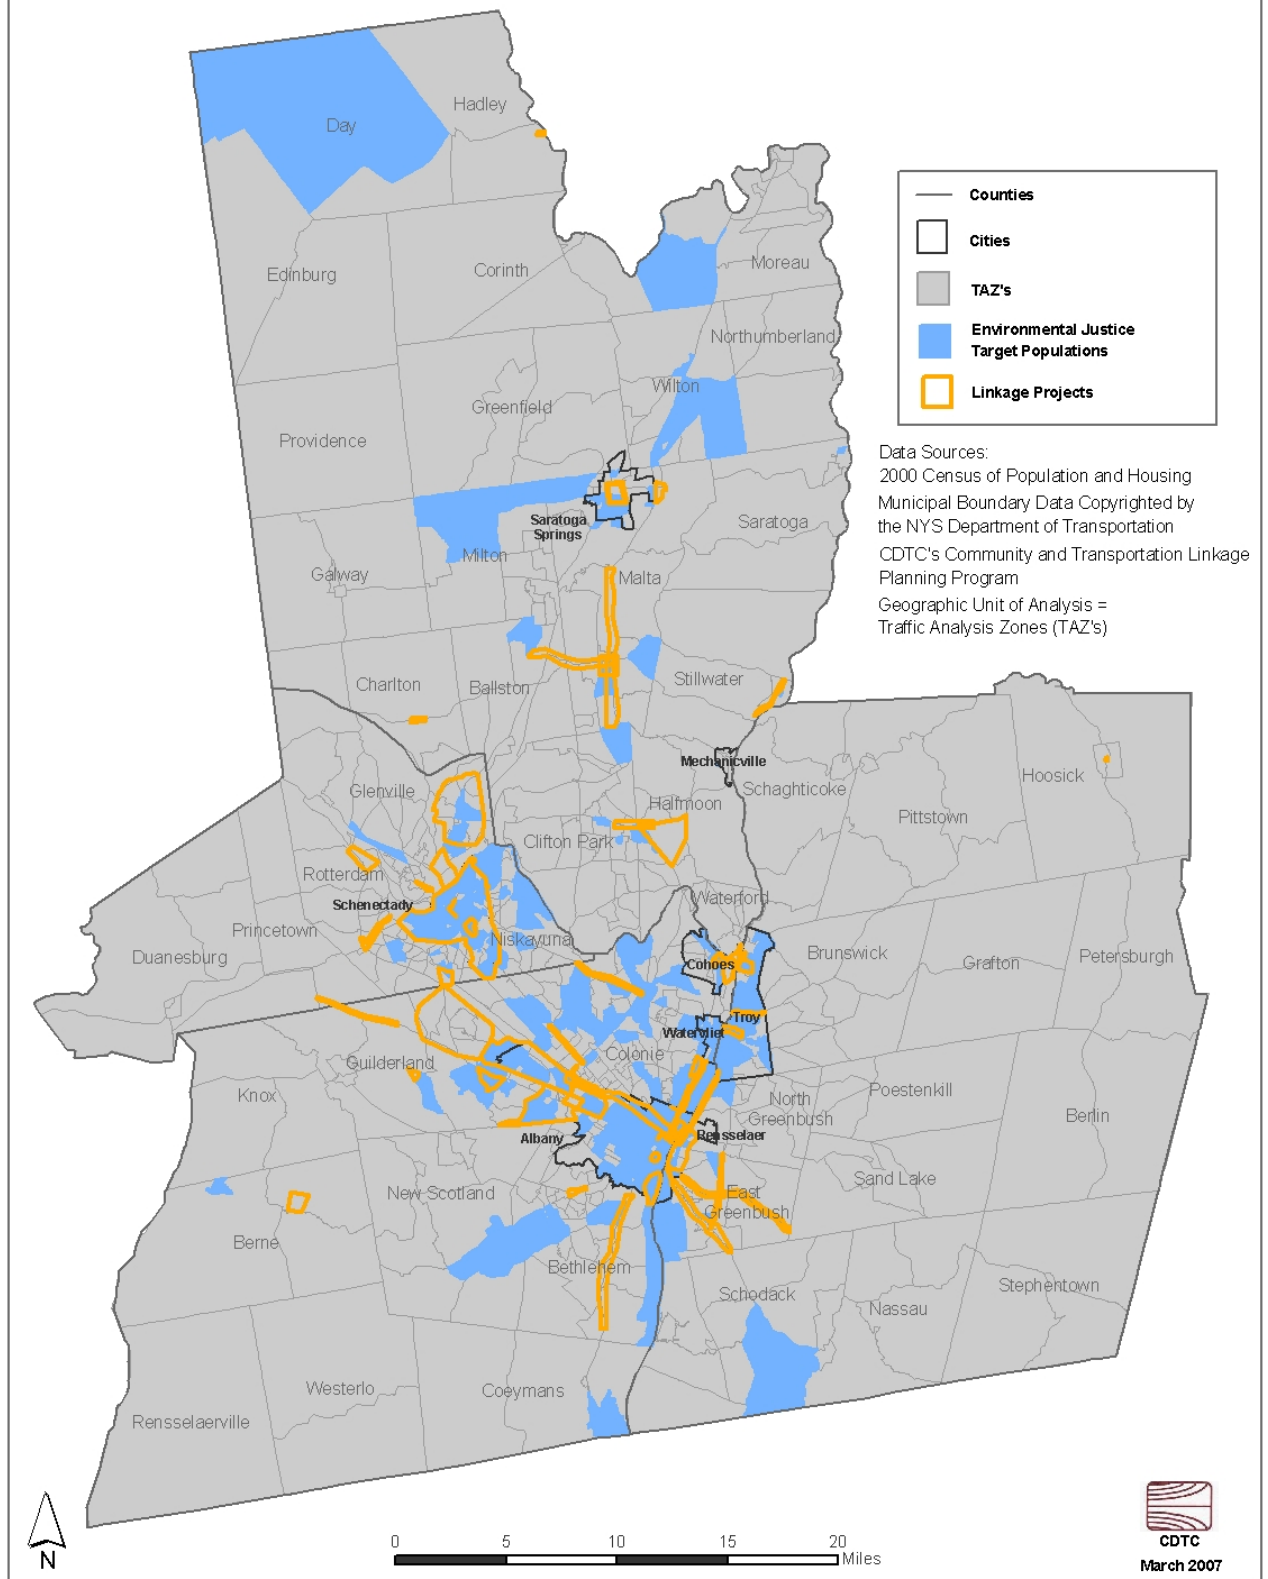 Hadley
Day
Counties
Cities
TAZ's
Environmental Justice
Target Populations
Linkage Projects
Moreau
Edinburg
Corinth
Northumberland
Wilton
Greenfield
Providence
Data Sources:
2000 Census of Population and Housing
Municipal Boundary Data Copyrighted by
the NYS Department of Transportation
CDTC's Community and Transportation Linkage
Planning Program
Geographic Unit of Analysis =
Traffic Analysis Zones (TAZ's)
Saratoga
Springs
Saratoga
Milton
Galway
Malta
Charlton
Ballston
Stillwater
Mechanicville
Hoosick
Glenville
Schaghticoke
Halfmoon
Pittstown
Clifton Park
Rotterdam
Schenectady
Waterford
Princetown
Niskayuna
Duanesburg
Cohoes
Brunswick
Grafton
Petersburgh
Troy
Watervliet
Colonie
Guilderland
Knox
North
Greenbush
Poestenkill
Berlin
Albany
Rensselaer
New Scotland
East
Greenbush
Sand Lake
Berne
Bethlehem
Schodack
Nassau
Stephentown
Westerlo
Coeymans
Rensselaerville
N
0 5 10 15 20
Miles
CDTC
March 2007